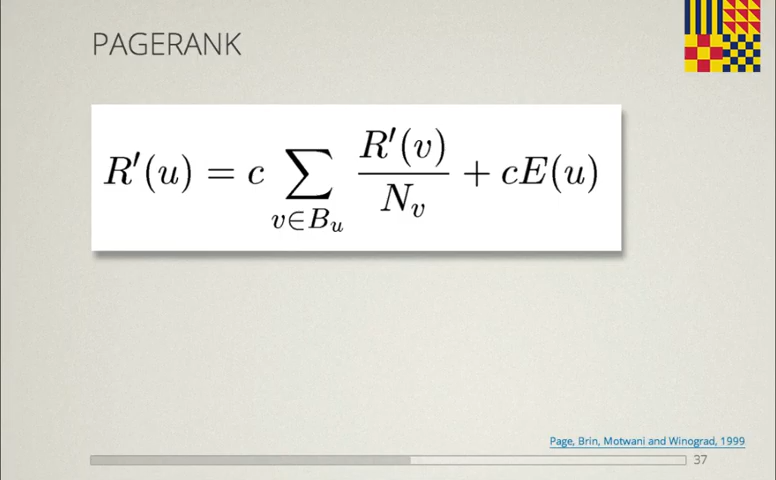 PAGERANK
R′(u) = c ∑_{v∈B_u} R′(v)/N_v + cE(u)
Page, Brin, Motwani and Winograd, 1999
37